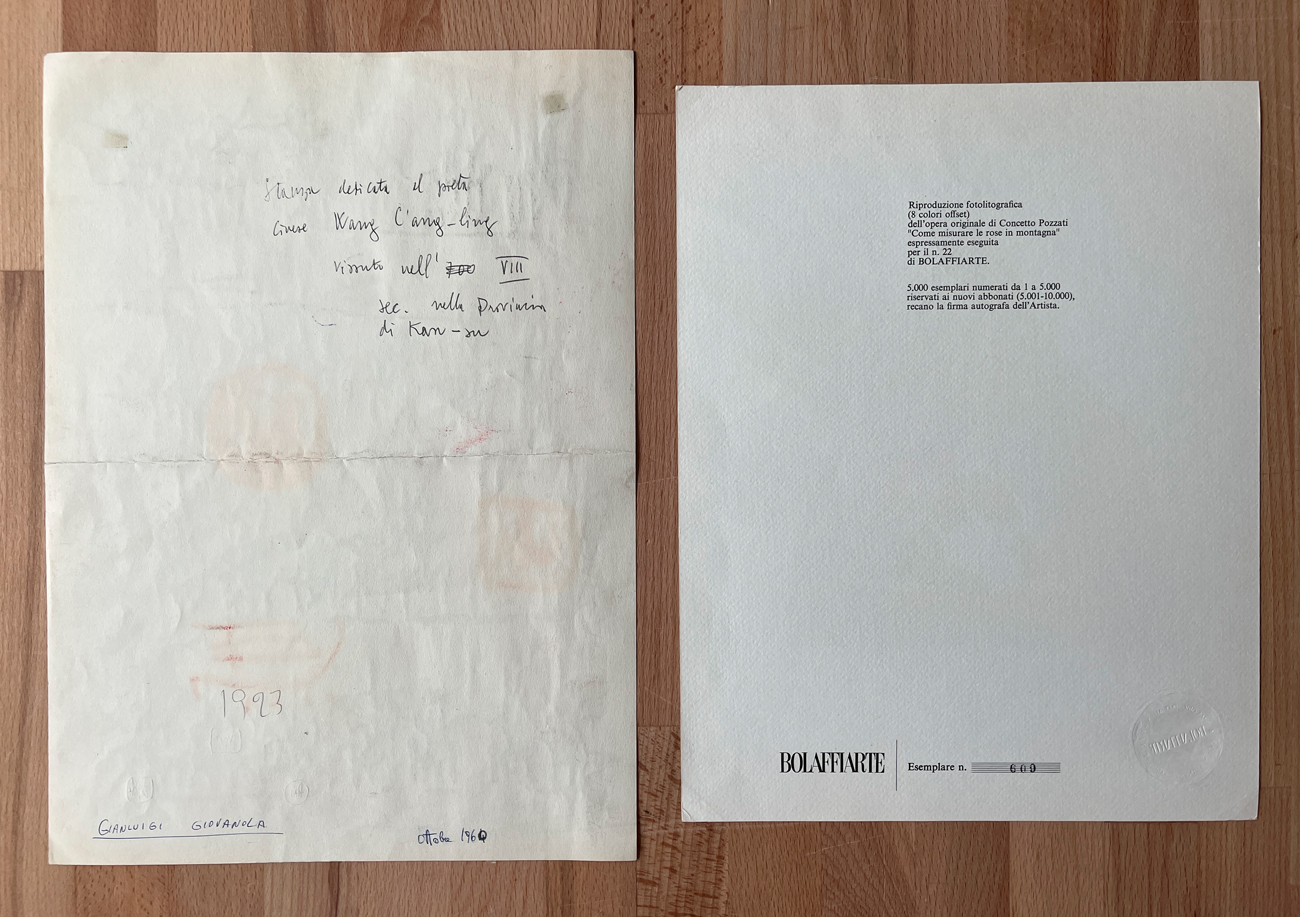 Stanza dedicata al poeta
cinese Wang C'ang-ling
vissuto nell' 700 VIII
sec. nella Provincia
di Kan-su
1923
GIANLUIGI GIOVANOLA
ottobre 1960
Riproduzione fotolitografica
(8 colori offset)
dell'opera originale di Concetto Pozzati
"Come misurare le rose in montagna"
espressamente eseguita
per il n. 22
di BOLAFFIARTE.
5.000 esemplari numerati da 1 a 5.000
riservati ai nuovi abbonati (5.001-10.000),
recano la firma autografa dell'Artista.
BOLAFFIARTE
Esemplare n. 609